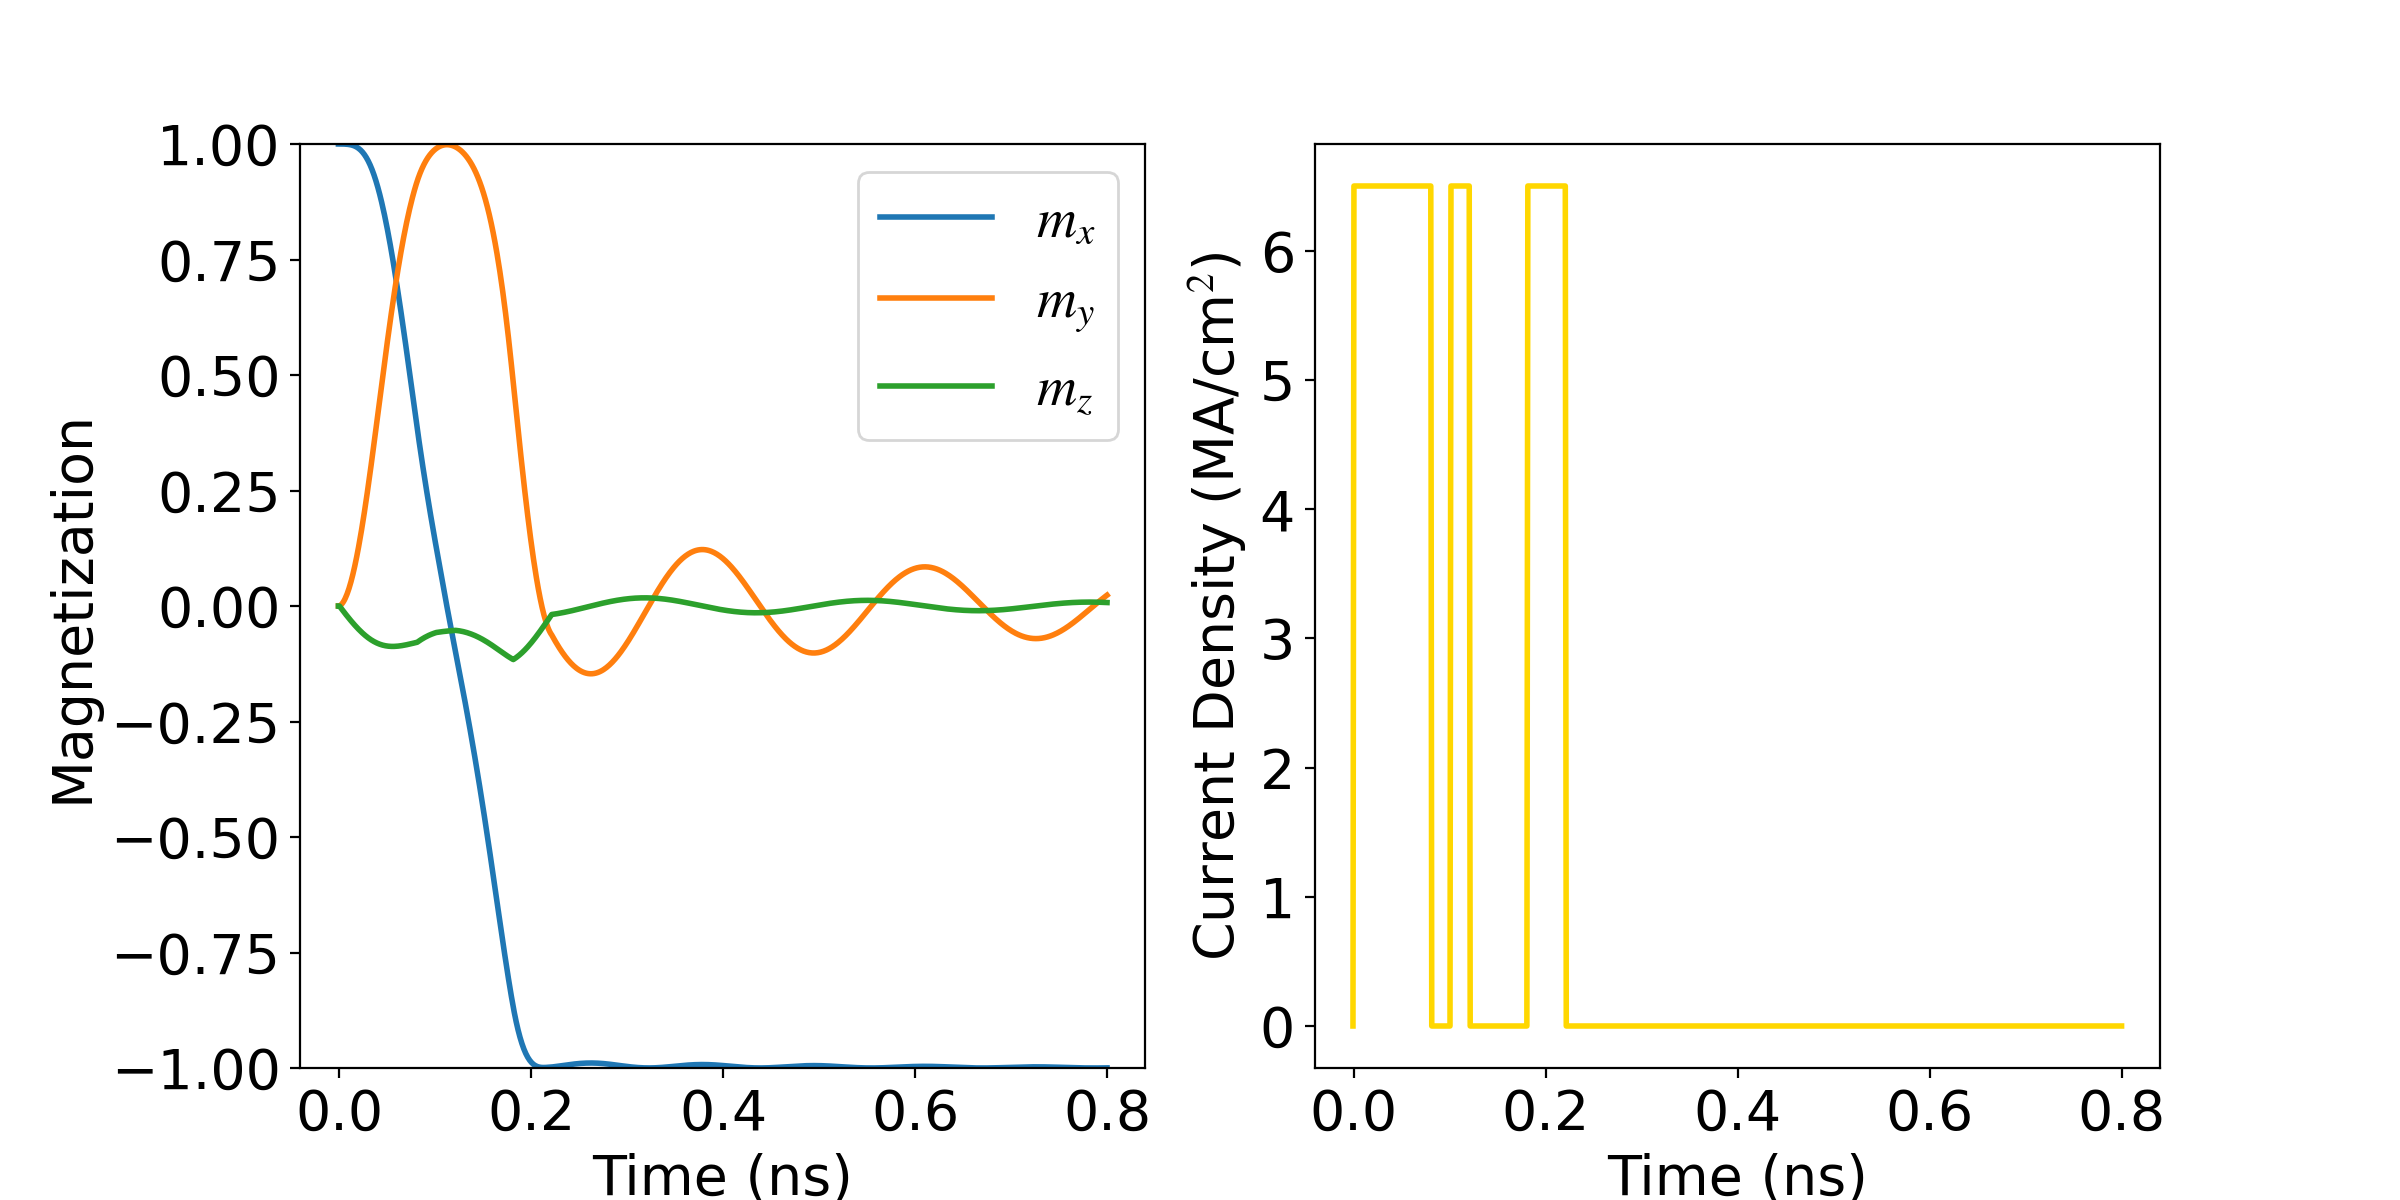 1.00
0.75
0.50
0.25
0.00
−0.25
−0.50
−0.75
−1.00
Magnetization
0.0 0.2 0.4 0.6 0.8
Time (ns)
m_x
m_y
m_z
6
5
4
3
2
1
0
Current Density (MA/cm²)
0.0 0.2 0.4 0.6 0.8
Time (ns)